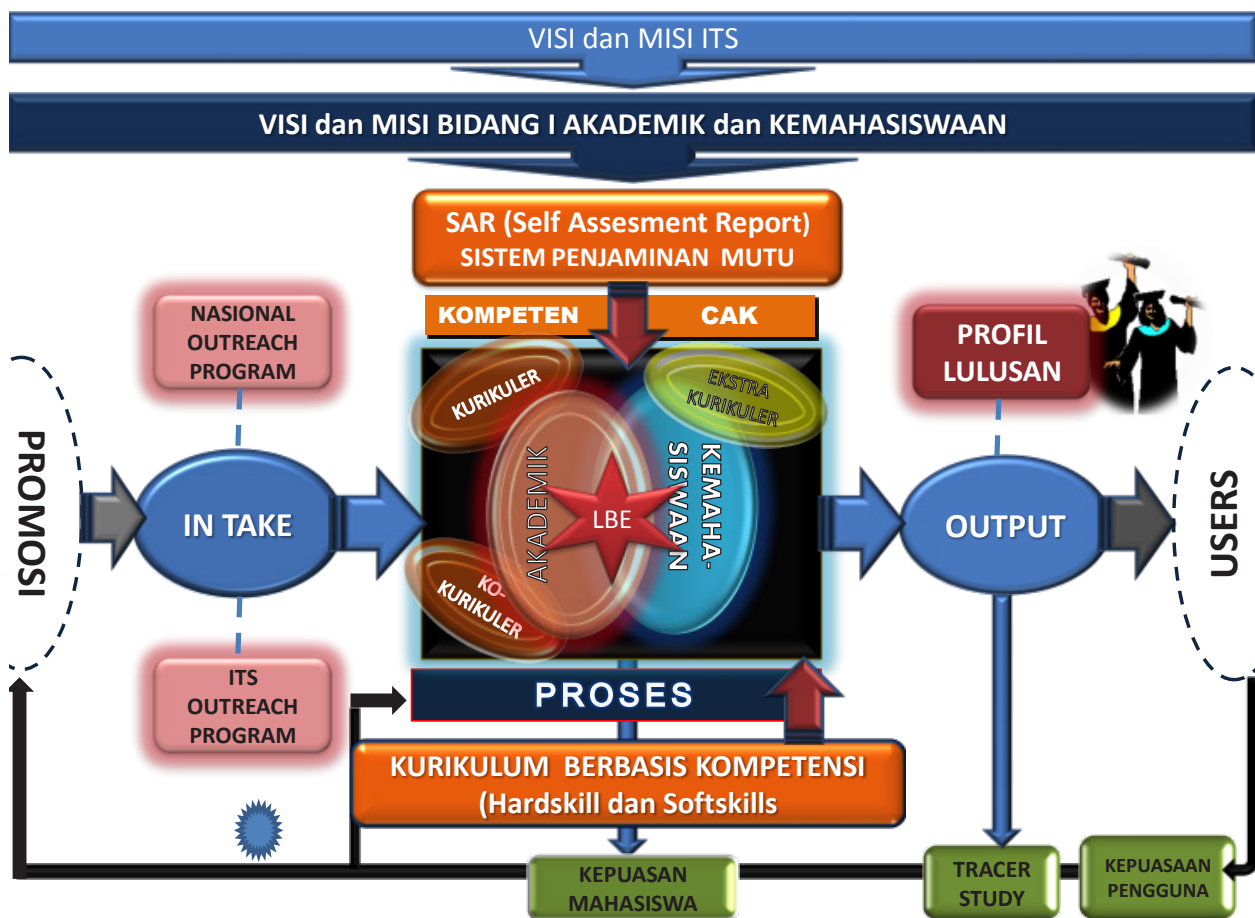 VISI dan MISI ITS
VISI dan MISI BIDANG I AKADEMIK dan KEMAHASISWAAN
SAR (Self Assesment Report)
SISTEM PENJAMINAN MUTU
KOMPETEN
CAK
NASIONAL
OUTREACH
PROGRAM
PROFIL
LULUSAN
KURIKULER
EKSTRA
KURIKULER
PROMOSI
IN TAKE
AKADEMIK
LBE
KEMAHA-
SISWAAN
OUTPUT
USERS
KO-
KURIKULER
ITS
OUTREACH
PROGRAM
PROSES
KURIKULUM BERBASIS KOMPETENSI
(Hardskill dan Softskills
KEPUASAN
MAHASISWA
TRACER
STUDY
KEPUASAAN
PENGGUNA